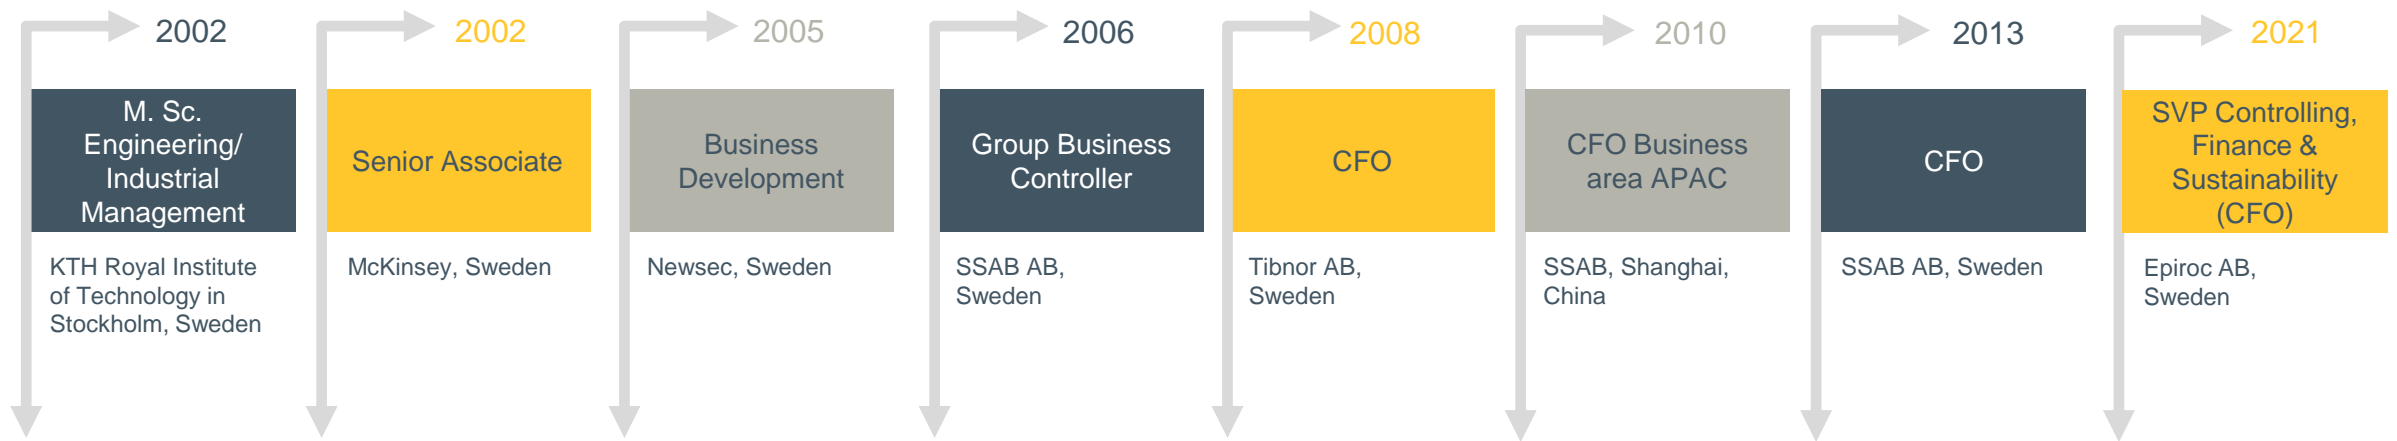 2002
M. Sc.
Engineering/
Industrial
Management
KTH Royal Institute
of Technology in
Stockholm, Sweden
2002
Senior Associate
McKinsey, Sweden
2005
Business
Development
Newsec, Sweden
2006
Group Business
Controller
SSAB AB,
Sweden
2008
CFO
Tibnor AB,
Sweden
2010
CFO Business
area APAC
SSAB, Shanghai,
China
2013
CFO
SSAB AB, Sweden
2021
SVP Controlling,
Finance &
Sustainability
(CFO)
Epiroc AB,
Sweden